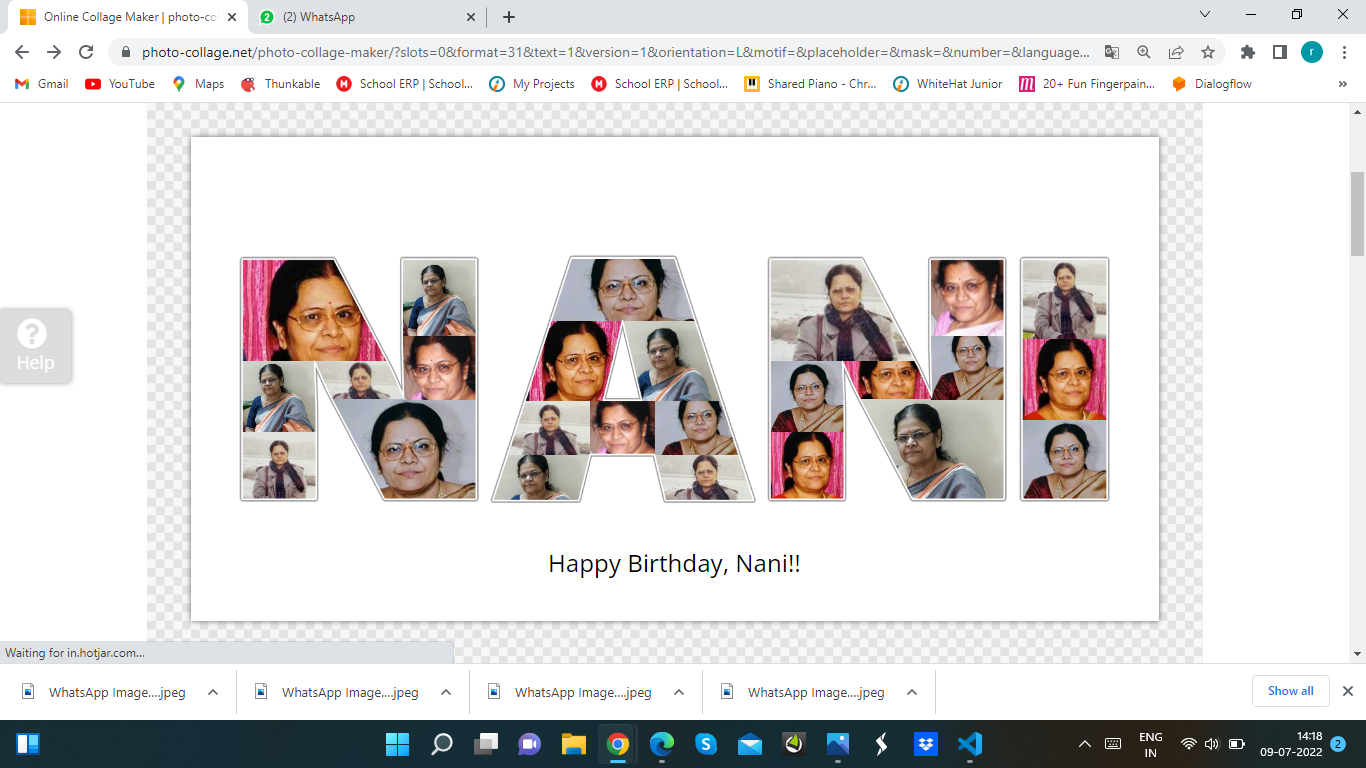 Online Collage Maker | photo-co
(2) WhatsApp
photo-collage.net/photo-collage-maker/?slots=0&format=31&text=1&version=1&orientation=L&motif=&placeholder=&mask=&number=&language...
r
Gmail
YouTube
Maps
Thunkable
School ERP | School...
My Projects
School ERP | School...
Shared Piano - Chr...
WhiteHat Junior
20+ Fun Fingerpain...
Dialogflow
»
NANI
? Help
Happy Birthday, Nani!!
Waiting for in.hotjar.com...
WhatsApp Image....jpeg
WhatsApp Image....jpeg
WhatsApp Image....jpeg
WhatsApp Image....jpeg
Show all
ENG
IN
14:18
09-07-2022
2